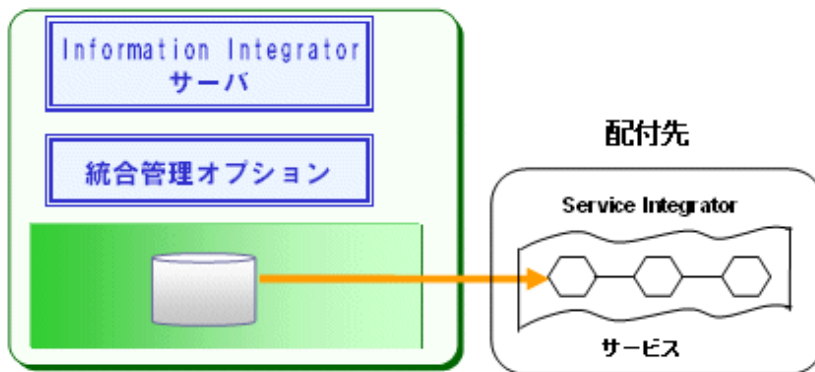 Information Integrator
サーバ
統合管理オプション
配付先
Service Integrator
サービス